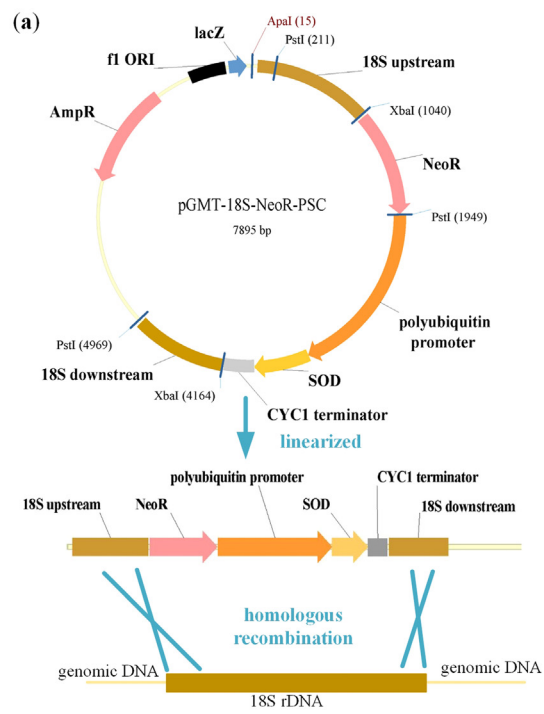 (a)
lacZ
ApaI (15)
PstI (211)
f1 ORI
18S upstream
AmpR
XbaI (1040)
NeoR
pGMT-18S-NeoR-PSC
7895 bp
PstI (1949)
polyubiquitin
promoter
PstI (4969)
18S downstream
SOD
XbaI (4164)
CYC1 terminator
linearized
polyubiquitin promoter
CYC1 terminator
18S upstream
NeoR
SOD
18S downstream
homologous
recombination
genomic DNA
genomic DNA
18S rDNA